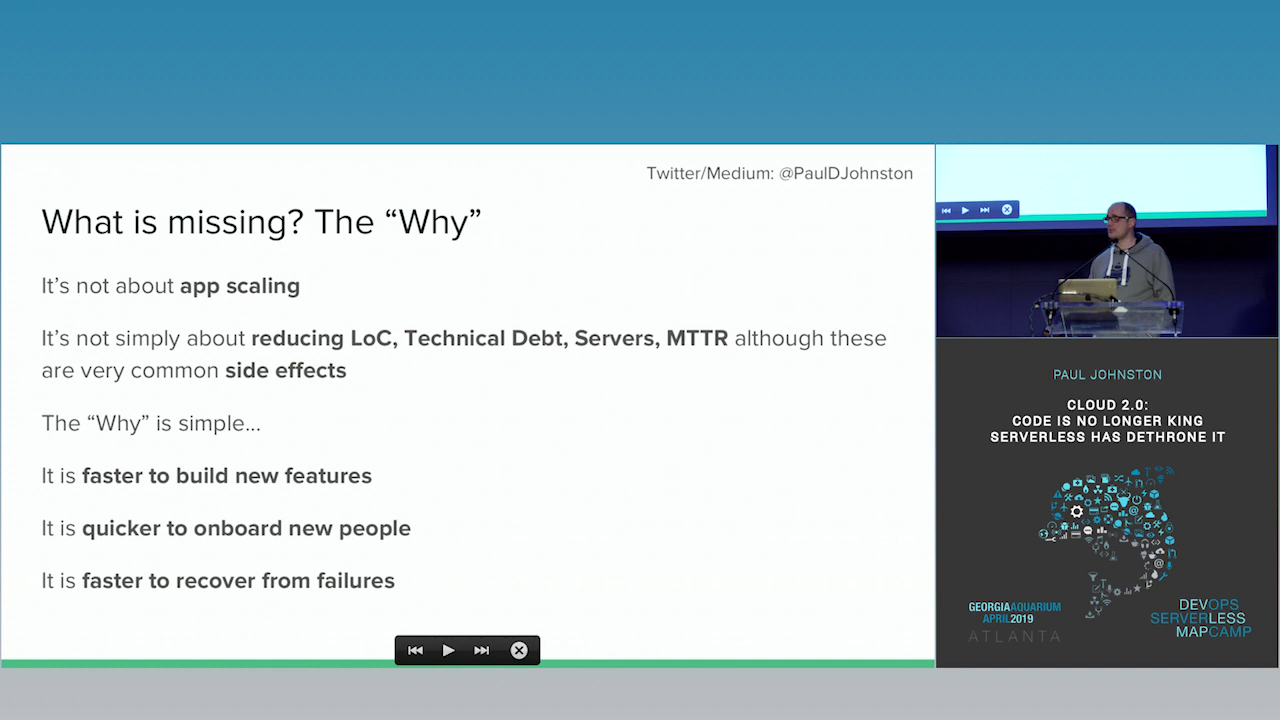 Twitter/Medium: @PaulDJohnston
What is missing? The “Why”
It’s not about app scaling
It’s not simply about reducing LoC, Technical Debt, Servers, MTTR although these
are very common side effects
The “Why” is simple...
It is faster to build new features
It is quicker to onboard new people
It is faster to recover from failures
PAUL JOHNSTON
CLOUD 2.0:
CODE IS NO LONGER KING
SERVERLESS HAS DETHRONE IT
GEORGIAAQUARIUM
APRIL2019
ATLANTA
DEVOPS
SERVERLESS
MAPCAMP